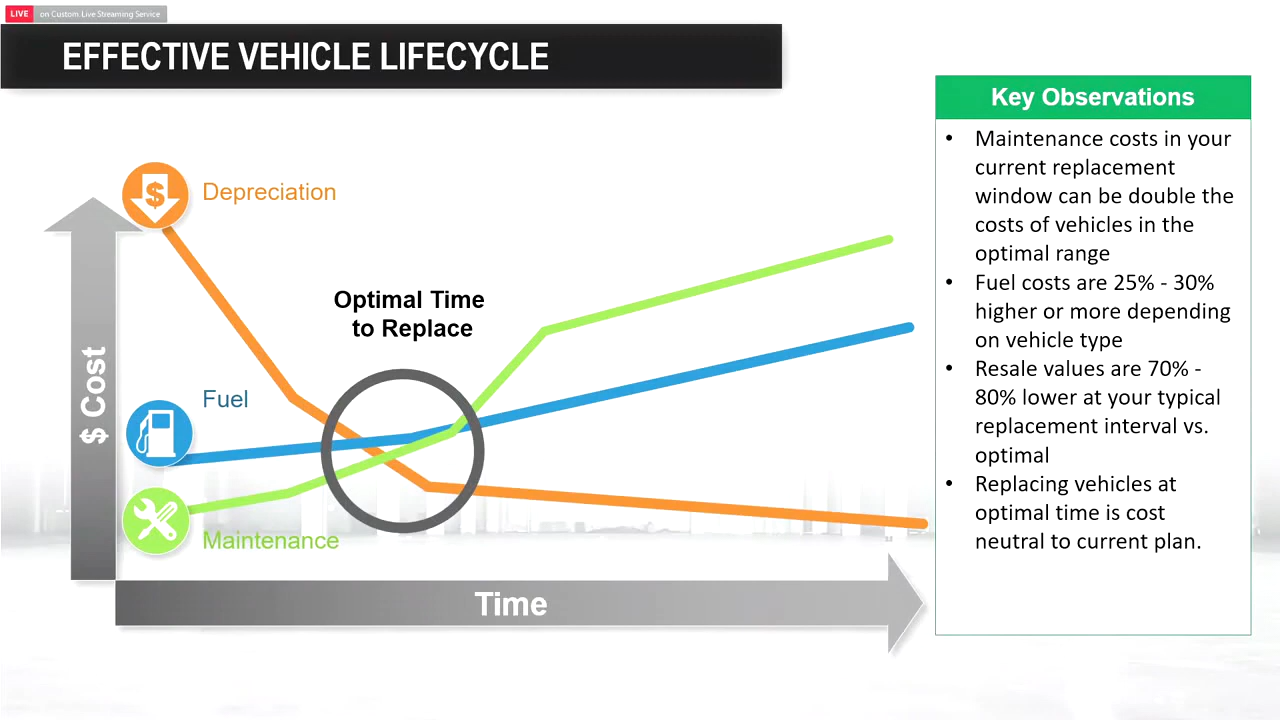 LIVE on Custom Live Streaming Service
EFFECTIVE VEHICLE LIFECYCLE
Depreciation
Optimal Time
to Replace
$ Cost
Fuel
Maintenance
Time
Key Observations
• Maintenance costs in your
current replacement
window can be double the
costs of vehicles in the
optimal range
• Fuel costs are 25% - 30%
higher or more depending
on vehicle type
• Resale values are 70% -
80% lower at your typical
replacement interval vs.
optimal
• Replacing vehicles at
optimal time is cost
neutral to current plan.
$